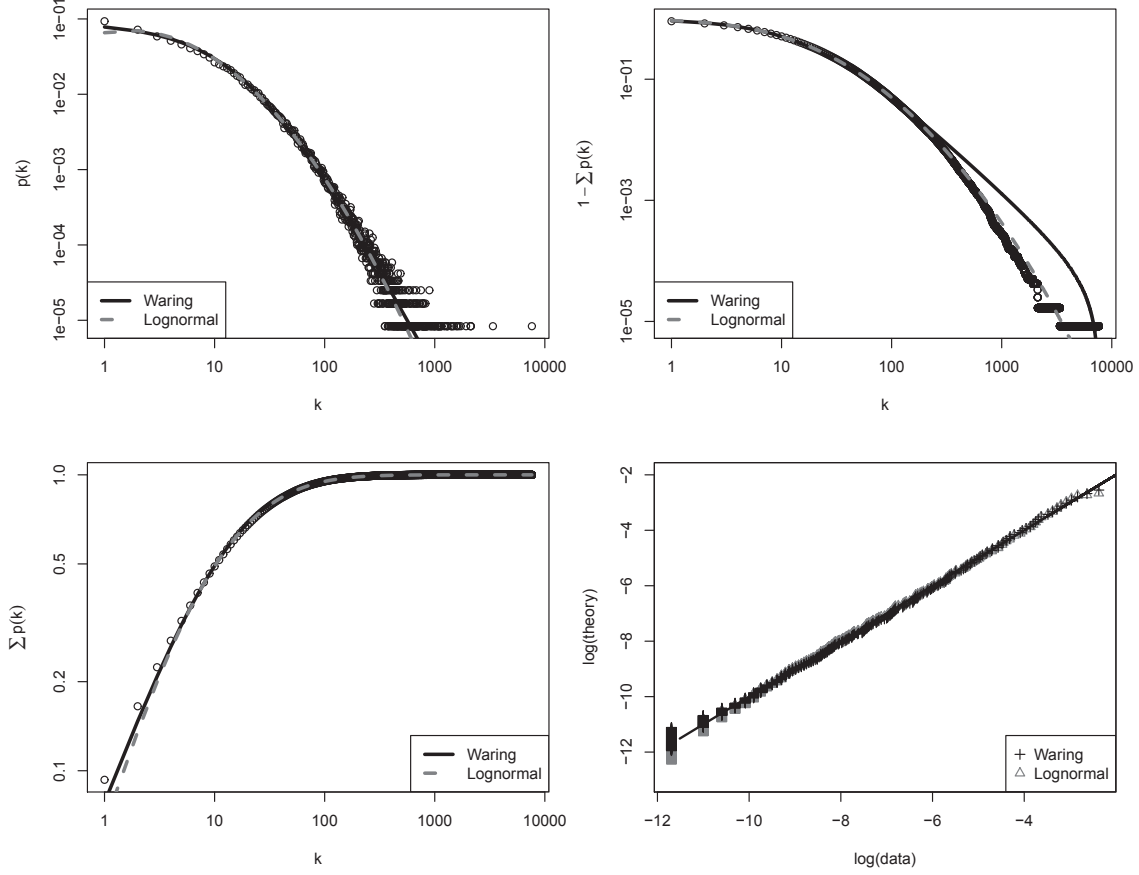 1e−01
1e−02
1e−03
1e−04
1e−05
p(k)
Waring
Lognormal
1 10 100 1000 10000
k
1e−01
1e−03
1e−05
1 − Σ p(k)
Waring
Lognormal
1 10 100 1000 10000
k
1.0
0.5
0.2
0.1
Σ p(k)
Waring
Lognormal
1 10 100 1000 10000
k
−2
−4
−6
−8
−10
−12
log(theory)
Waring
Lognormal
−12 −10 −8 −6 −4
log(data)